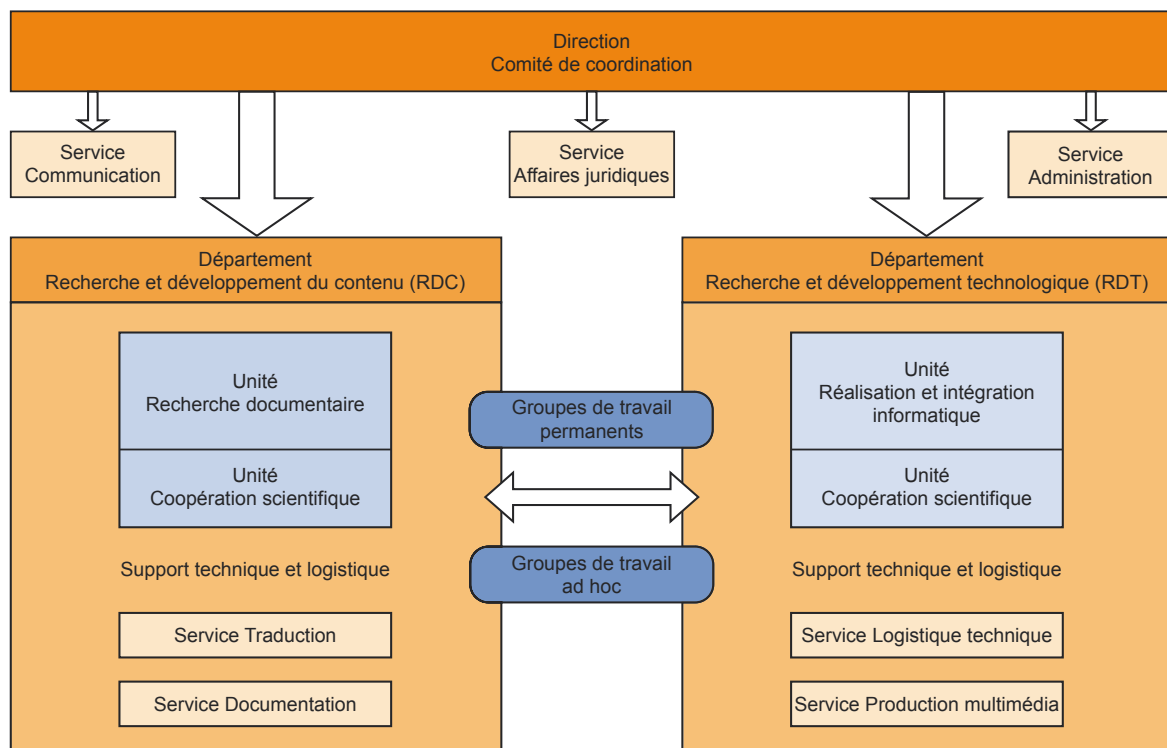 Direction
Comité de coordination
Service
Communication
Service
Affaires juridiques
Service
Administration
Département
Recherche et développement du contenu (RDC)
Unité
Recherche documentaire
Unité
Coopération scientifique
Support technique et logistique
Service Traduction
Service Documentation
Groupes de travail
permanents
Groupes de travail
ad hoc
Département
Recherche et développement technologique (RDT)
Unité
Réalisation et intégration
informatique
Unité
Coopération scientifique
Support technique et logistique
Service Logistique technique
Service Production multimédia